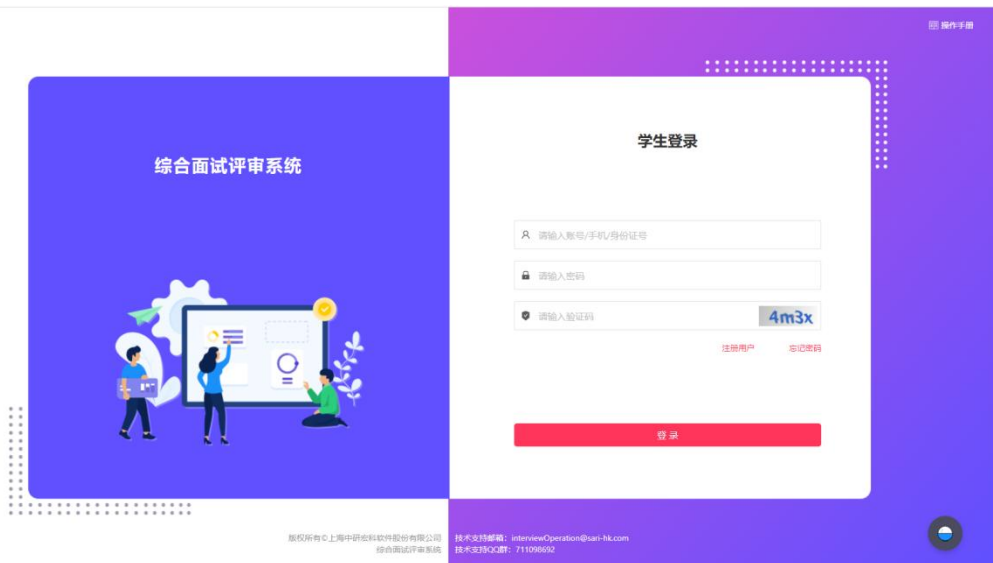 操作手册
综合面试评审系统
学生登录
请输入账号/手机/身份证号
请输入密码
请输入验证码
4m3x
注册用户 忘记密码
登 录
版权所有©上海中研宏科软件股份有限公司
综合面试评审系统
技术支持邮箱：interviewOperation@sari-hk.com
技术支持QQ群：711098692